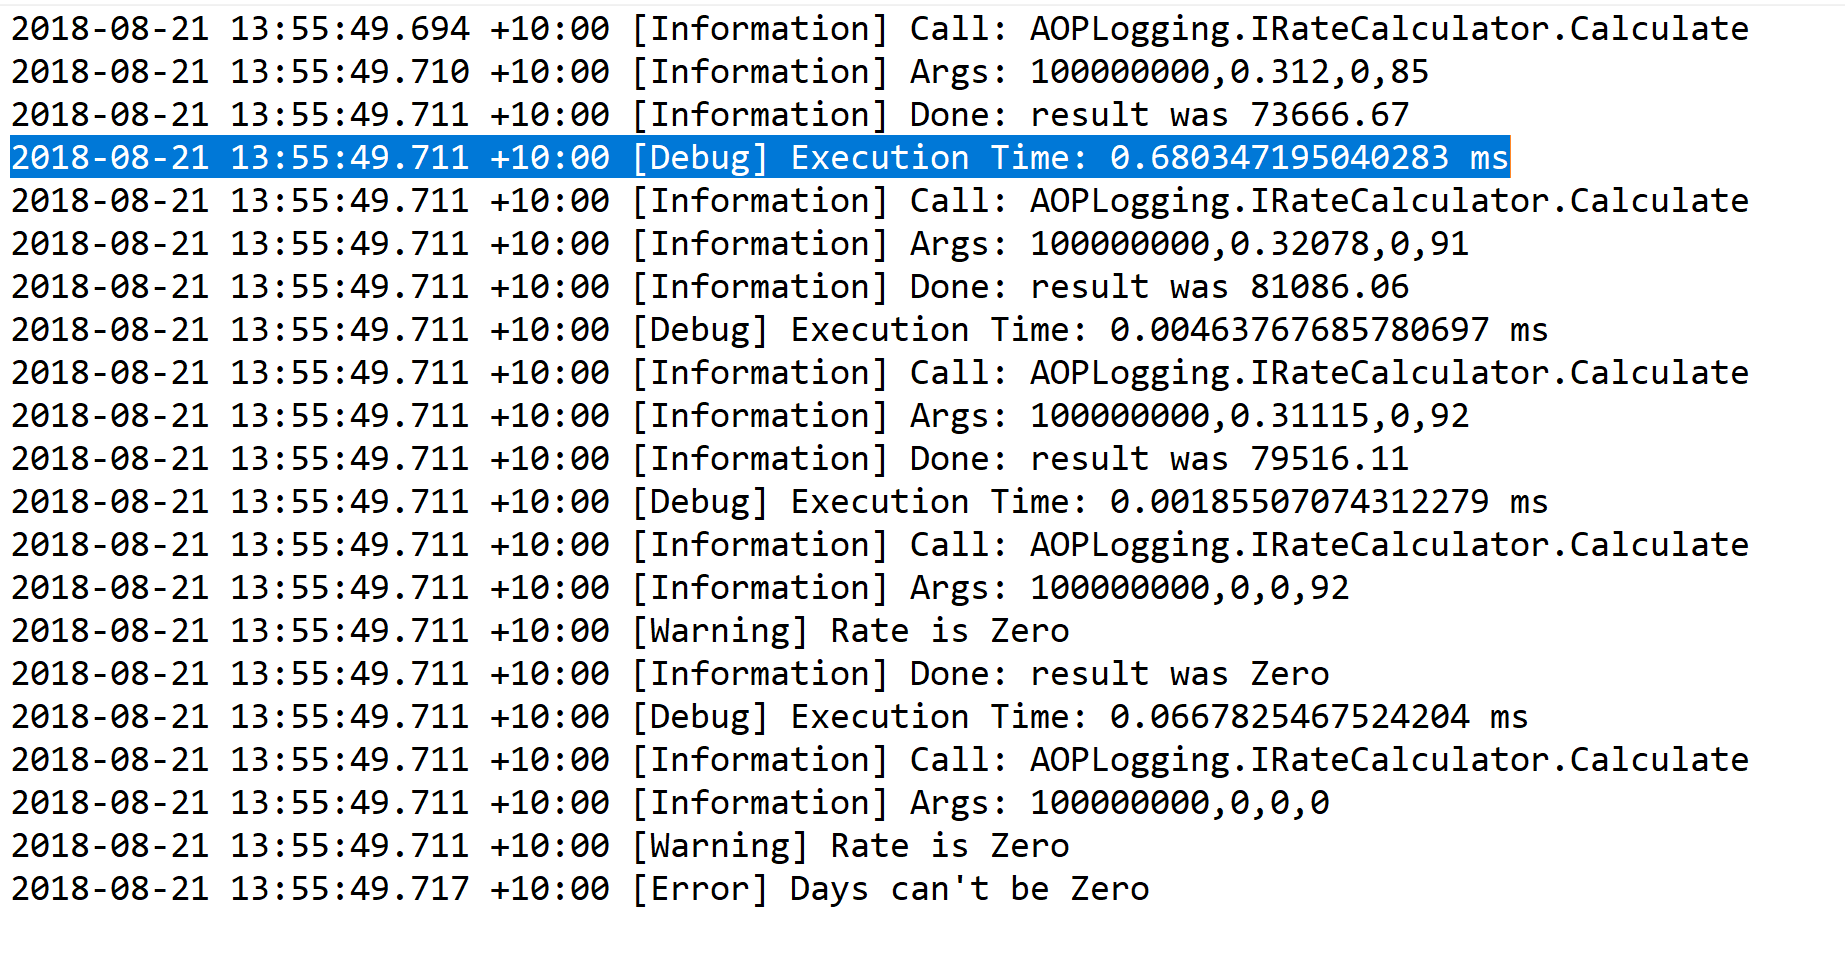 2018-08-21 13:55:49.694 +10:00 [Information] Call: AOPLogging.IRateCalculator.Calculate
2018-08-21 13:55:49.710 +10:00 [Information] Args: 100000000,0.312,0,85
2018-08-21 13:55:49.711 +10:00 [Information] Done: result was 73666.67
2018-08-21 13:55:49.711 +10:00 [Debug] Execution Time: 0.680347195040283 ms
2018-08-21 13:55:49.711 +10:00 [Information] Call: AOPLogging.IRateCalculator.Calculate
2018-08-21 13:55:49.711 +10:00 [Information] Args: 100000000,0.32078,0,91
2018-08-21 13:55:49.711 +10:00 [Information] Done: result was 81086.06
2018-08-21 13:55:49.711 +10:00 [Debug] Execution Time: 0.00463767685780697 ms
2018-08-21 13:55:49.711 +10:00 [Information] Call: AOPLogging.IRateCalculator.Calculate
2018-08-21 13:55:49.711 +10:00 [Information] Args: 100000000,0.31115,0,92
2018-08-21 13:55:49.711 +10:00 [Information] Done: result was 79516.11
2018-08-21 13:55:49.711 +10:00 [Debug] Execution Time: 0.00185507074312279 ms
2018-08-21 13:55:49.711 +10:00 [Information] Call: AOPLogging.IRateCalculator.Calculate
2018-08-21 13:55:49.711 +10:00 [Information] Args: 100000000,0,0,92
2018-08-21 13:55:49.711 +10:00 [Warning] Rate is Zero
2018-08-21 13:55:49.711 +10:00 [Information] Done: result was Zero
2018-08-21 13:55:49.711 +10:00 [Debug] Execution Time: 0.0667825467524204 ms
2018-08-21 13:55:49.711 +10:00 [Information] Call: AOPLogging.IRateCalculator.Calculate
2018-08-21 13:55:49.711 +10:00 [Information] Args: 100000000,0,0,0
2018-08-21 13:55:49.711 +10:00 [Warning] Rate is Zero
2018-08-21 13:55:49.717 +10:00 [Error] Days can't be Zero